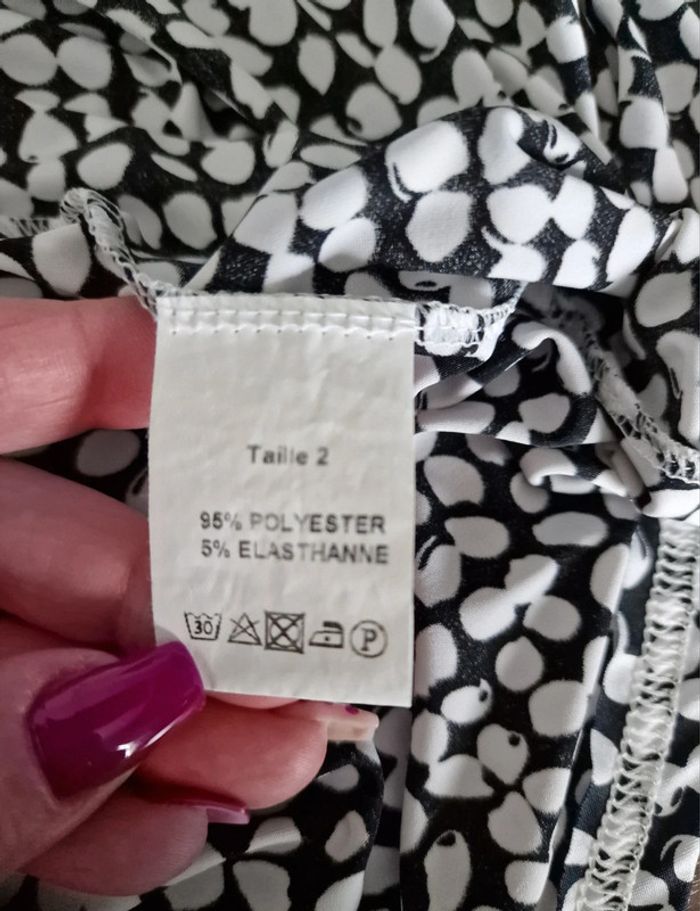 Taille 2
95% POLYESTER
5% ELASTHANNE
30 P